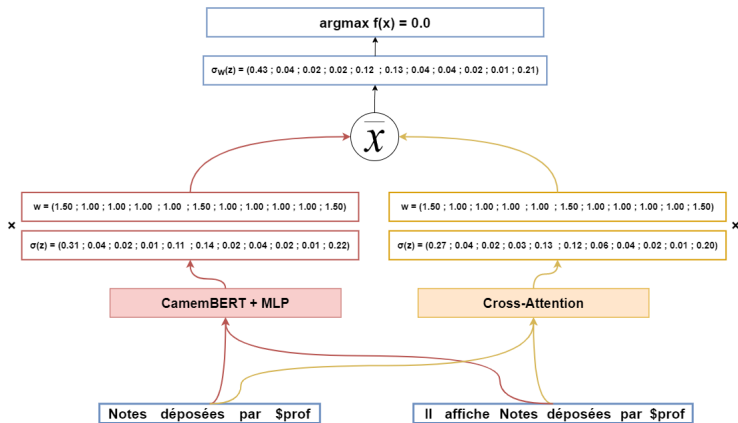 argmax f(x) = 0.0
σW(z) = (0.43 ; 0.04 ; 0.02 ; 0.02 ; 0.12 ; 0.13 ; 0.04 ; 0.04 ; 0.02 ; 0.01 ; 0.21)
x̅
w = (1.50 ; 1.00 ; 1.00 ; 1.00 ; 1.00 ; 1.50 ; 1.00 ; 1.00 ; 1.00 ; 1.00 ; 1.50)
w = (1.50 ; 1.00 ; 1.00 ; 1.00 ; 1.00 ; 1.50 ; 1.00 ; 1.00 ; 1.00 ; 1.00 ; 1.50)
×
×
σ(z) = (0.31 ; 0.04 ; 0.02 ; 0.01 ; 0.11 ; 0.14 ; 0.02 ; 0.04 ; 0.02 ; 0.01 ; 0.22)
σ(z) = (0.27 ; 0.04 ; 0.02 ; 0.03 ; 0.13 ; 0.12 ; 0.06 ; 0.04 ; 0.02 ; 0.01 ; 0.20)
CamemBERT + MLP
Cross-Attention
Notes déposées par $prof
Il affiche Notes déposées par $prof